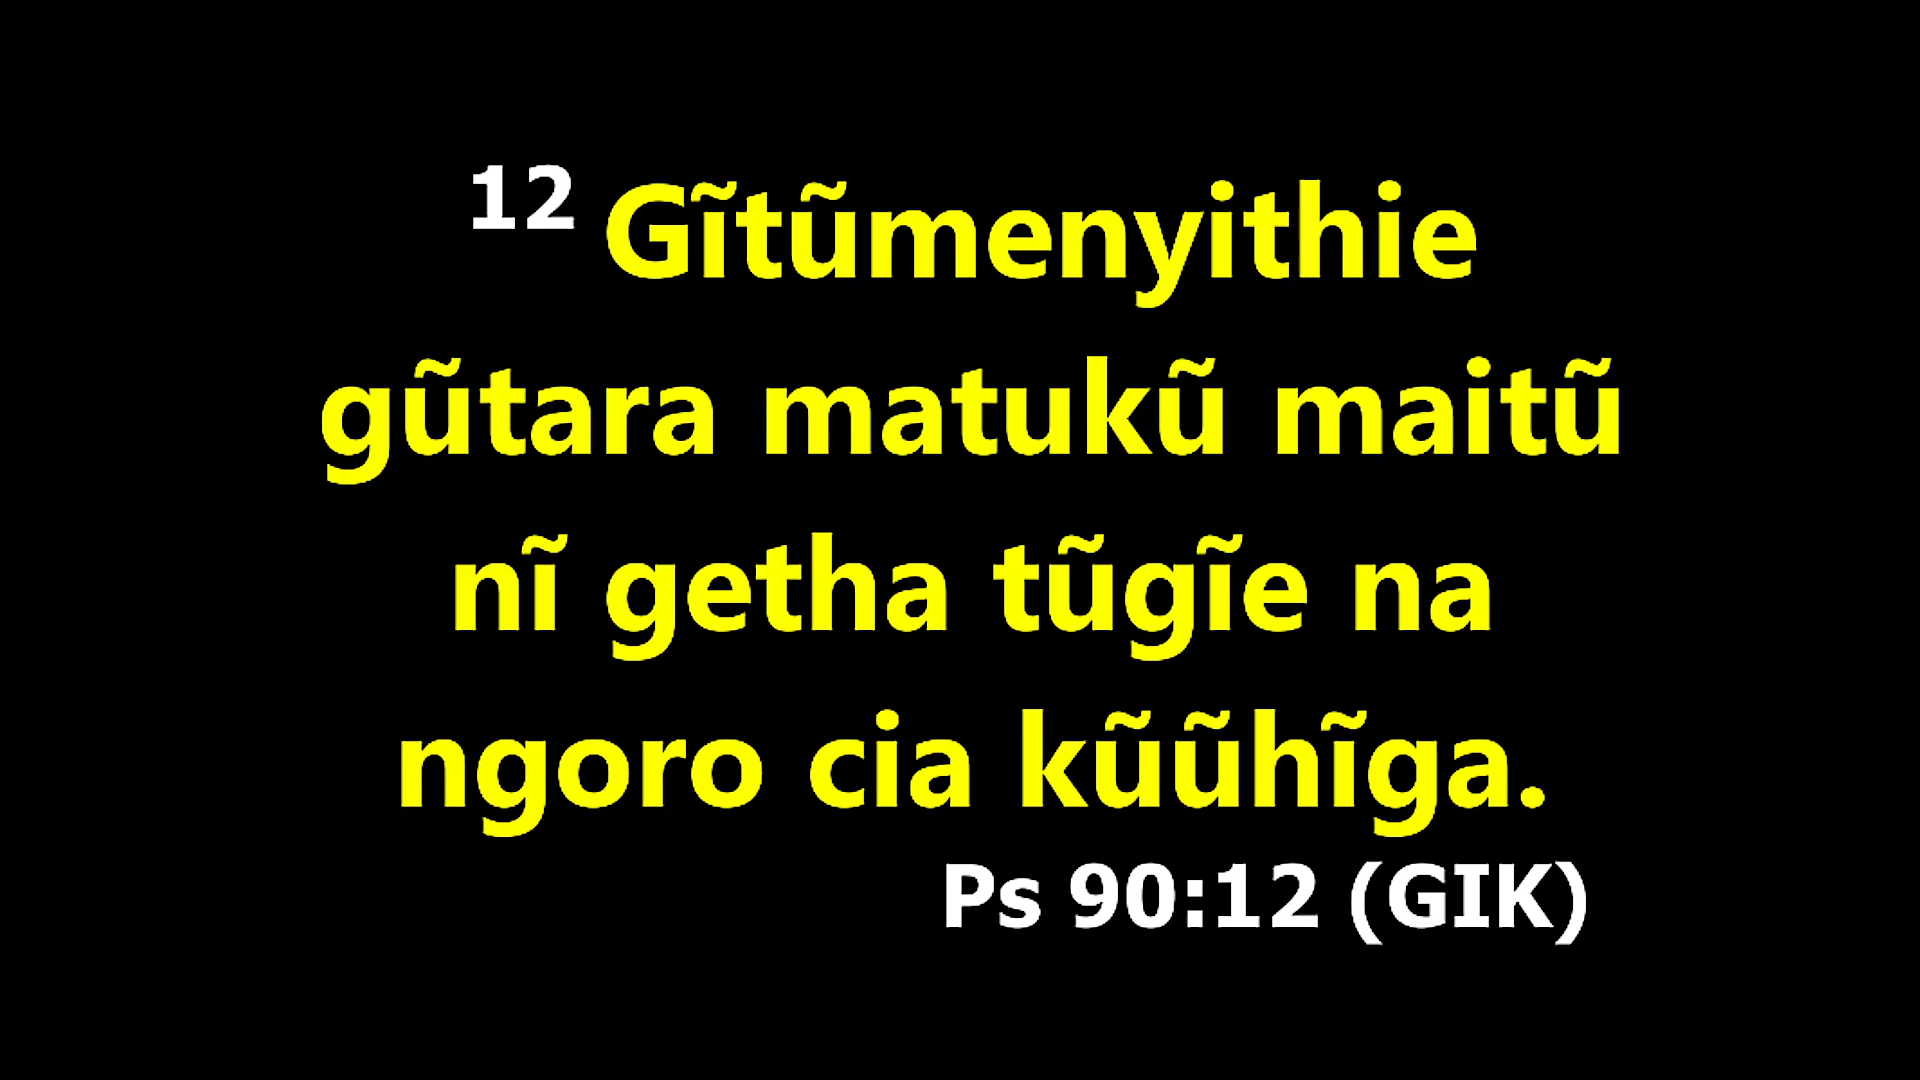 12 Gĩtũmenyithie
gũtara matukũ maitũ
nĩ getha tũgĩe na
ngoro cia kũũhĩga.
Ps 90:12 (GIK)